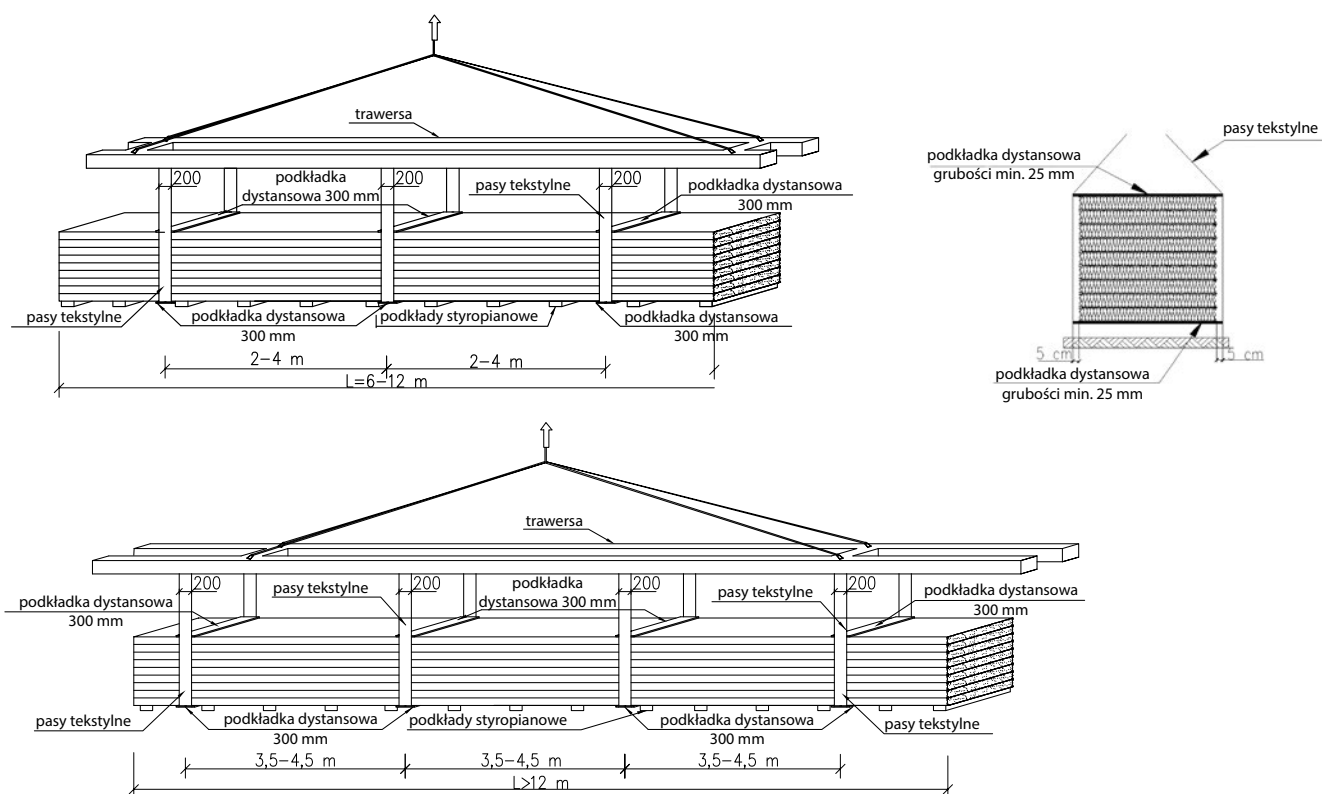 trawersa
200
podkładka
dystansowa 300 mm
200
pasy tekstylne
200
podkładka dystansowa
300 mm
pasy tekstylne
podkładka dystansowa
300 mm
podkłady styropianowe
podkładka dystansowa
300 mm
2-4 m
2-4 m
L=6-12 m
pasy tekstylne
podkładka dystansowa
grubości min. 25 mm
5 cm
5 cm
podkładka dystansowa
grubości min. 25 mm
trawersa
podkładka dystansowa
300 mm
200
pasy tekstylne
200
podkładka
dystansowa 300 mm
200
pasy tekstylne
200
podkładka dystansowa
300 mm
pasy tekstylne
podkładka dystansowa
300 mm
podkłady styropianowe
podkładka dystansowa
300 mm
pasy tekstylne
3,5-4,5 m
3,5-4,5 m
3,5-4,5 m
L>12 m